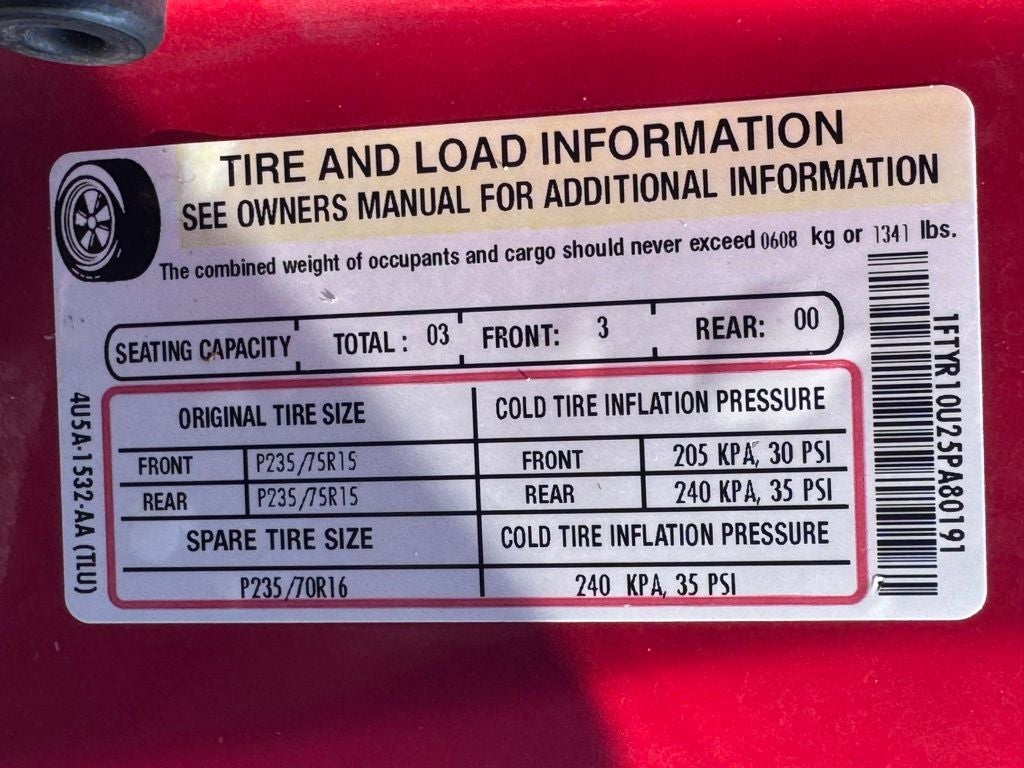 TIRE AND LOAD INFORMATION
SEE OWNERS MANUAL FOR ADDITIONAL INFORMATION
The combined weight of occupants and cargo should never exceed 0608 kg or 1341 lbs.
SEATING CAPACITY TOTAL : 03 FRONT: 3 REAR: 00
ORIGINAL TIRE SIZE COLD TIRE INFLATION PRESSURE
FRONT P235/75R15 FRONT 205 KPA, 30 PSI
REAR P235/75R15 REAR 240 KPA, 35 PSI
SPARE TIRE SIZE COLD TIRE INFLATION PRESSURE
P235/70R16 240 KPA, 35 PSI
4U5A-1532-AA (TLU)
1FTYR10U25PA80191